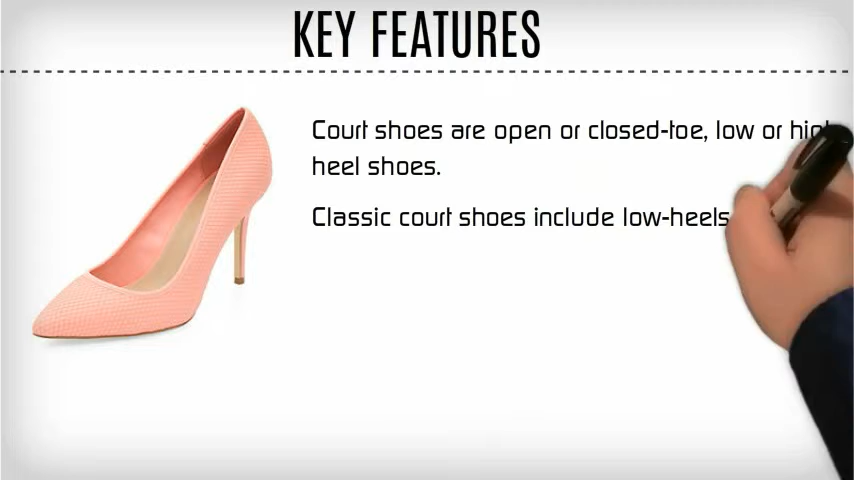 KEY FEATURES
Court shoes are open or closed-toe, low or
heel shoes.
Classic court shoes include low-heels